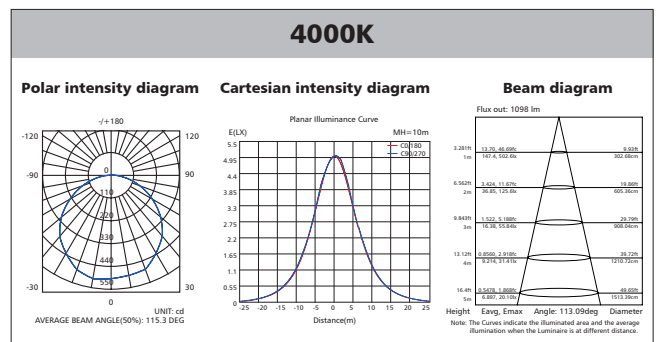 4000K
Polar intensity diagram
-/+180
-120
120
-90
90
0
110
220
330
440
550
-30
30
0
UNIT: cd
AVERAGE BEAM ANGLE(50%): 115.3 DEG
Cartesian intensity diagram
Planar Illuminance Curve
E(LX)
MH=10m
C0/180
C90/270
5.5
4.95
4.4
3.85
3.3
2.75
2.2
1.65
1.1
0.55
0
-25 -20 -15 -10 -5 0 5 10 15 20 25
Distance(m)
Beam diagram
Flux out: 1098 lm
3.281ft 13.70, 46.69fc 9.93ft
1m 147.4, 502.6lx 302.68cm
6.562ft 3.424, 11.67fc 19.86ft
2m 36.85, 125.6lx 605.36cm
9.843ft 1.522, 5.188fc 29.79ft
3m 16.38, 55.84lx 908.04cm
13.12ft 0.8560, 2.918fc 39.72ft
4m 9.214, 31.41lx 1210.72cm
16.4ft 0.5478, 1.868fc 49.65ft
5m 6.897, 20.10lx 1513.39cm
Height Eavg, Emax Angle: 113.09deg Diameter
Note: The Curves indicate the illuminated area and the average
illumination when the Luminaire is at different distance.